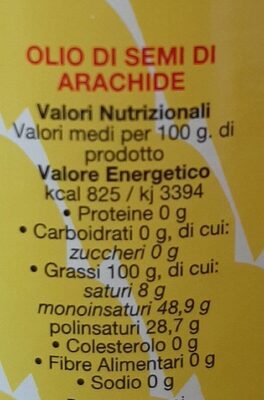 OLIO DI SEMI DI
ARACHIDE
Valori Nutrizionali
Valori medi per 100 g. di
prodotto
Valore Energetico
kcal 825 / kj 3394
• Proteine 0 g
• Carboidrati 0 g, di cui:
zuccheri 0 g
• Grassi 100 g, di cui:
saturi 8 g
monoinsaturi 48,9 g
polinsaturi 28,7 g
• Colesterolo 0 g
• Fibre Alimentari 0 g
• Sodio 0 g